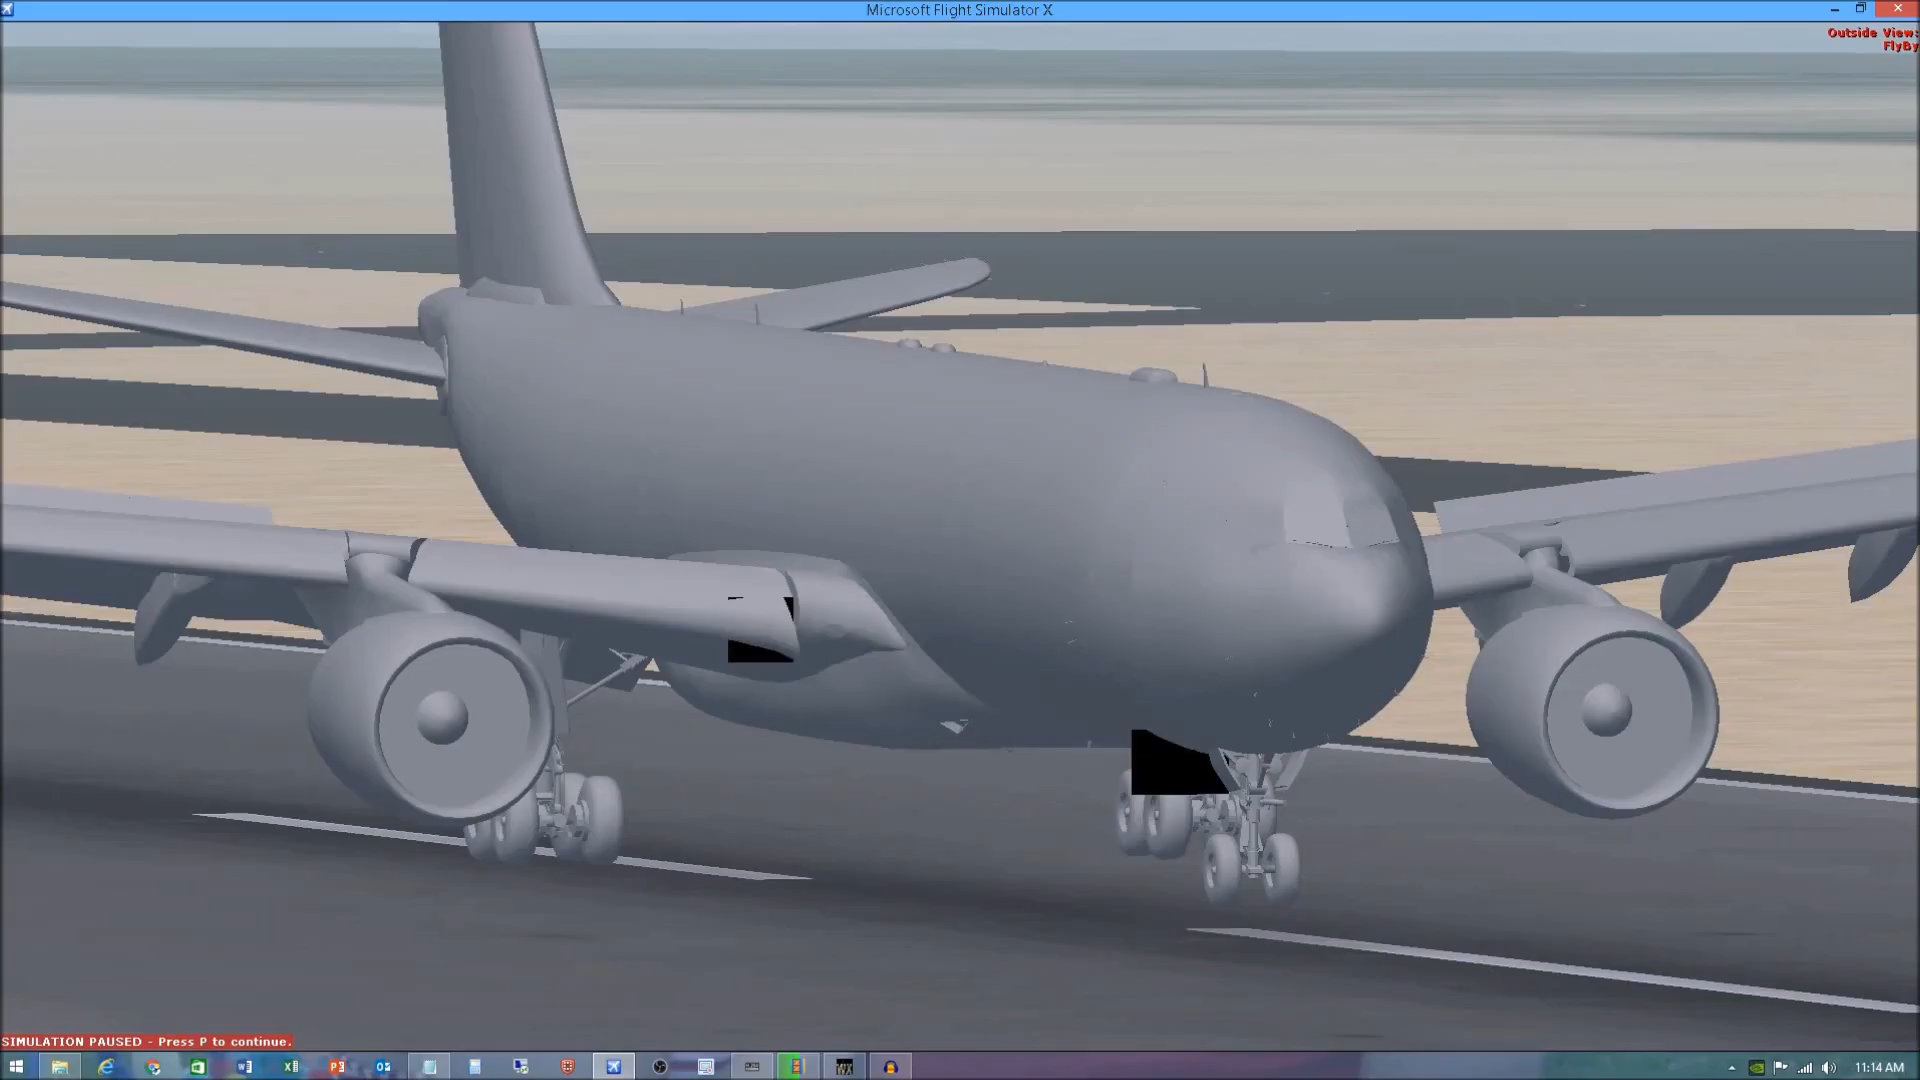 Microsoft Flight Simulator X
Outside View:
FlyBy
SIMULATION PAUSED - Press P to continue.
11:14 AM